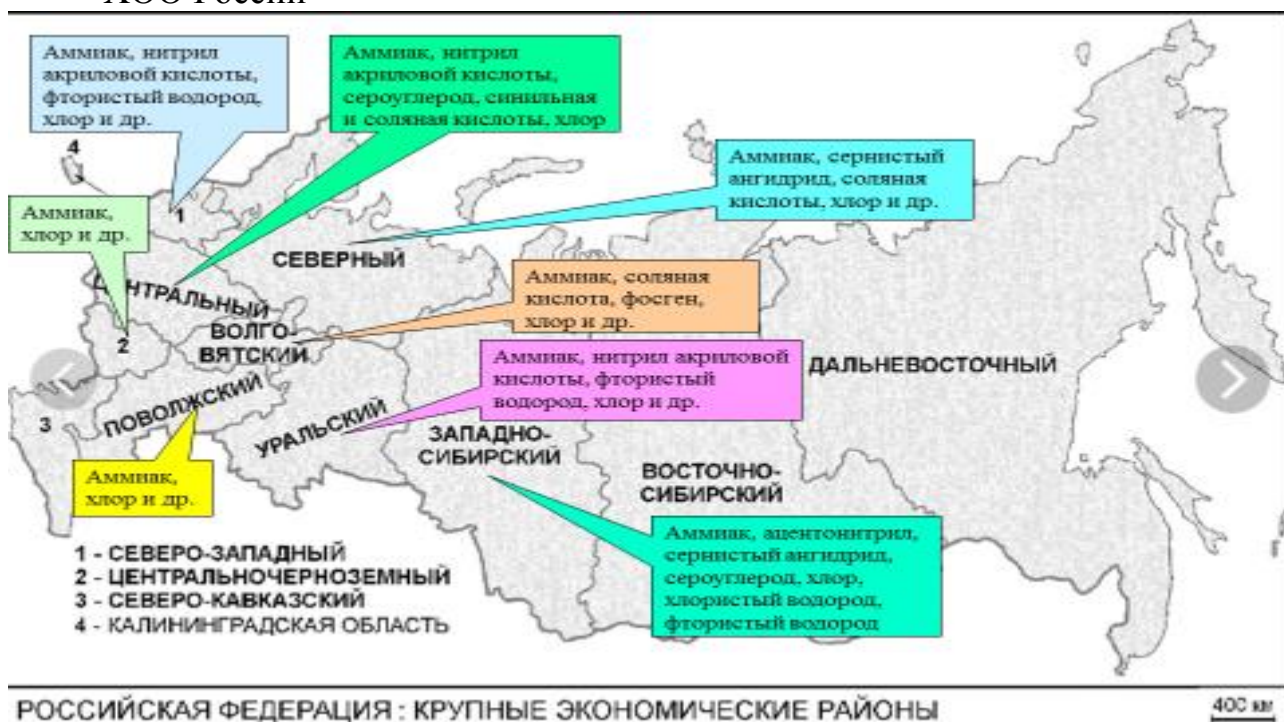 ХОО России
Аммиак, нитрил
акриловой кислоты,
фтористый водород,
хлор и др.
Аммиак, нитрил
акриловой кислоты,
сероуглерод, синильная
и соляная кислоты, хлор
4
Аммиак, сернистый
ангидрид, соляная
кислоты, хлор и др.
1
Аммиак,
хлор и др.
СЕВЕРНЫЙ
Аммиак, соляная
кислота, фосген,
хлор и др.
ЦЕНТРАЛЬНЫЙ
ВОЛГО-
ВЯТСКИЙ
2
Аммиак, нитрил акриловой
кислоты, фтористый
водород, хлор и др.
ДАЛЬНЕВОСТОЧНЫЙ
ПОВОЛЖСКИЙ
3
УРАЛЬСКИЙ
ЗАПАДНО-
СИБИРСКИЙ
ВОСТОЧНО-
СИБИРСКИЙ
Аммиак,
хлор и др.
Аммиак, ацентонитрил,
сернистый ангидрид,
сероуглерод, хлор,
хлористый водород,
фтористый водород
1 - СЕВЕРО-ЗАПАДНЫЙ
2 - ЦЕНТРАЛЬНОЧЕРНОЗЕМНЫЙ
3 - СЕВЕРО-КАВКАЗСКИЙ
4 - КАЛИНИНГРАДСКАЯ ОБЛАСТЬ
РОССИЙСКАЯ ФЕДЕРАЦИЯ : КРУПНЫЕ ЭКОНОМИЧЕСКИЕ РАЙОНЫ
400 км